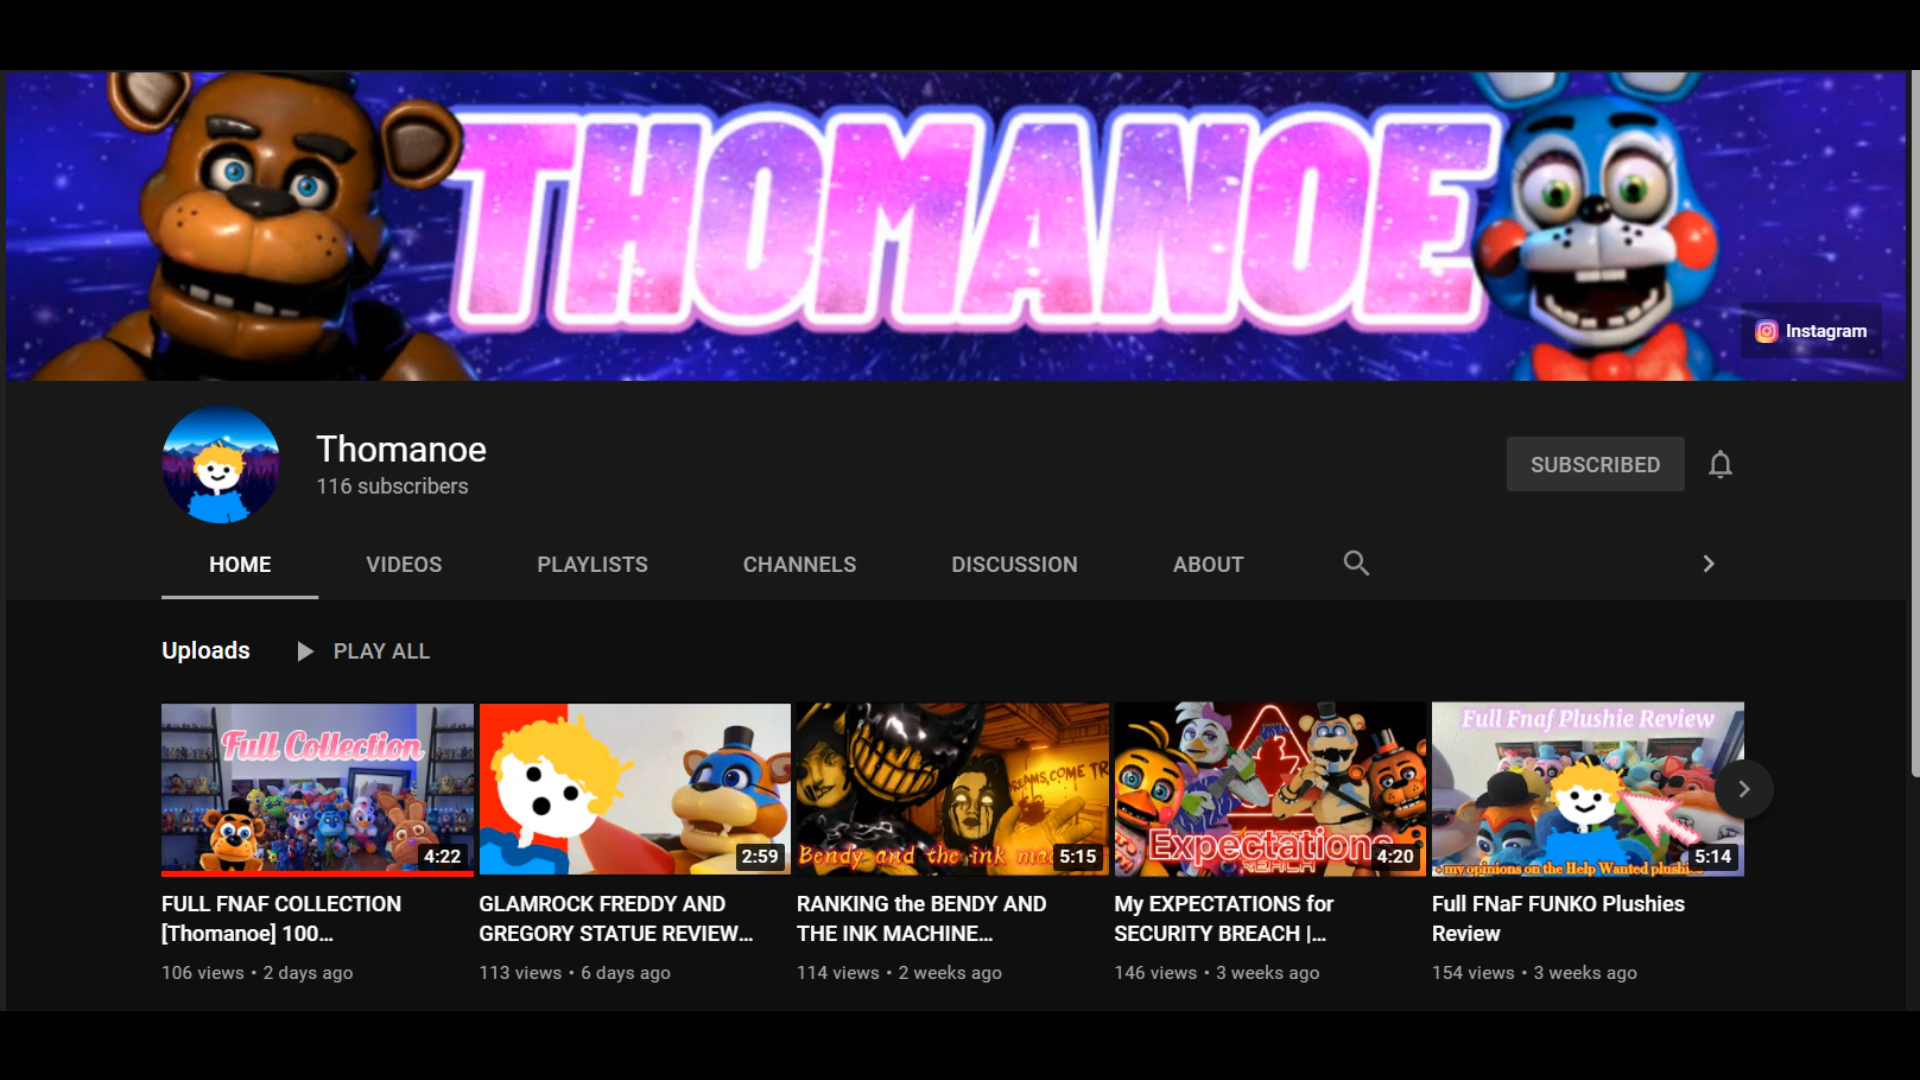 THOMANOE
Instagram
Thomanoe
116 subscribers
SUBSCRIBED
HOME VIDEOS PLAYLISTS CHANNELS DISCUSSION ABOUT
Uploads PLAY ALL
Full Collection
4:22
2:59
DREAMS COME TR
Bendy and the ink ma
5:15
Expectations
4:20
Full Fnaf Plushie Review
my opinions on the Help Wanted plushi
5:14
FULL FNAF COLLECTION
[Thomanoe] 100...
106 views • 2 days ago
GLAMROCK FREDDY AND
GREGORY STATUE REVIEW...
113 views • 6 days ago
RANKING the BENDY AND
THE INK MACHINE...
114 views • 2 weeks ago
My EXPECTATIONS for
SECURITY BREACH |...
146 views • 3 weeks ago
Full FNaF FUNKO Plushies
Review
154 views • 3 weeks ago